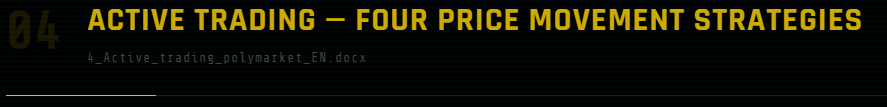 04
ACTIVE TRADING — FOUR PRICE MOVEMENT STRATEGIES
4_Active_trading_polymarket_EN.docx